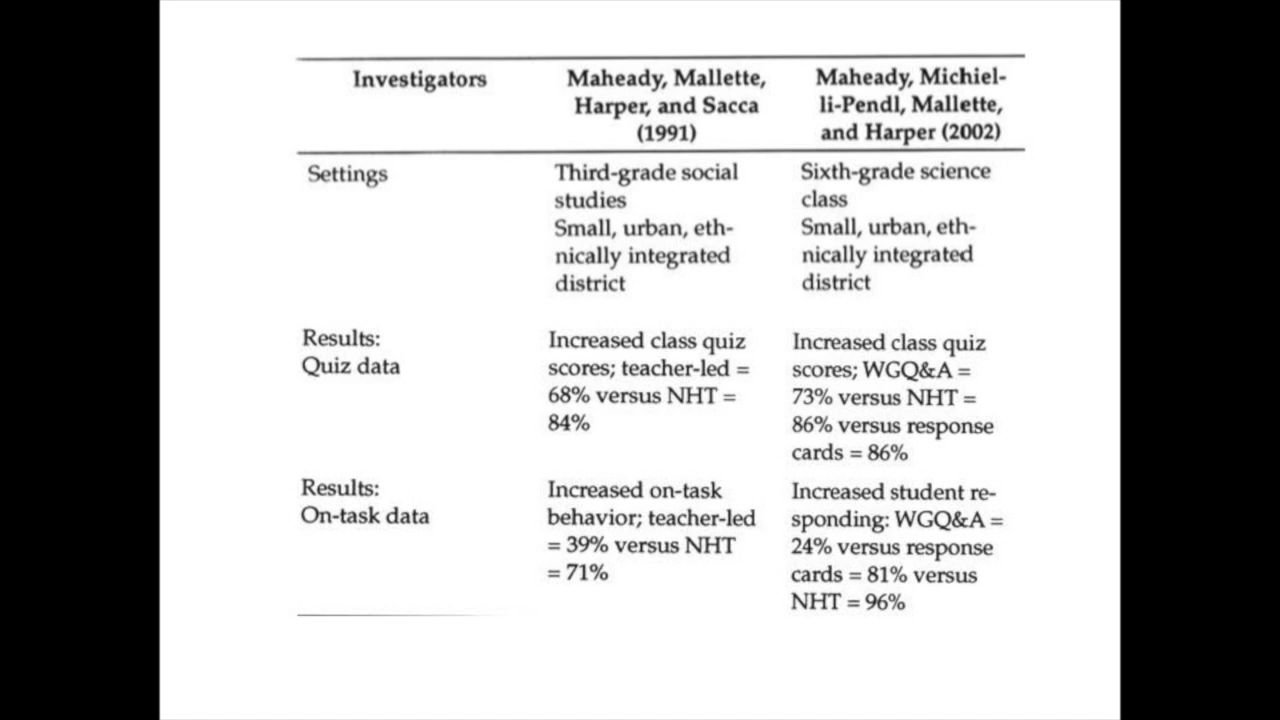 Investigators
Maheady, Mallette,
Harper, and Sacca
(1991)
Maheady, Michiel-
li-Pendl, Mallette,
and Harper (2002)
Settings
Third-grade social
studies
Small, urban, eth-
nically integrated
district
Sixth-grade science
class
Small, urban, eth-
nically integrated
district
Results:
Quiz data
Increased class quiz
scores; teacher-led =
68% versus NHT =
84%
Increased class quiz
scores; WGQ&A =
73% versus NHT =
86% versus response
cards = 86%
Results:
On-task data
Increased on-task
behavior; teacher-led
= 39% versus NHT
= 71%
Increased student re-
sponding: WGQ&A =
24% versus response
cards = 81% versus
NHT = 96%